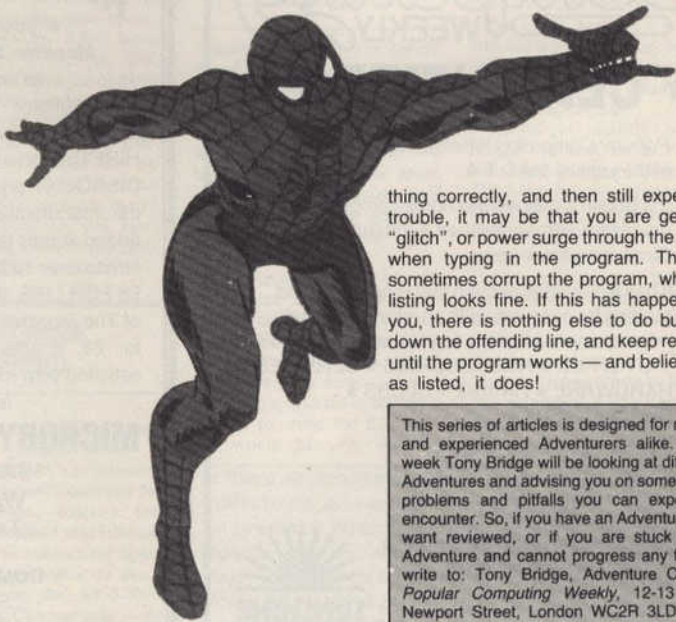 thing correctly, and then still expe
trouble, it may be that you are ge
"glitch", or power surge through the
when typing in the program. Th
sometimes corrupt the program, wh
listing looks fine. If this has happe
you, there is nothing else to do bu
down the offending line, and keep re
until the program works — and belie
as listed, it does!
This series of articles is designed for n
and experienced Adventurers alike.
week Tony Bridge will be looking at dif
Adventures and advising you on some
problems and pitfalls you can exp
encounter. So, if you have an Adventu
want reviewed, or if you are stuck
Adventure and cannot progress any f
write to: Tony Bridge, Adventure C
Popular Computing Weekly, 12-13
Newport Street, London WC2R 3LD